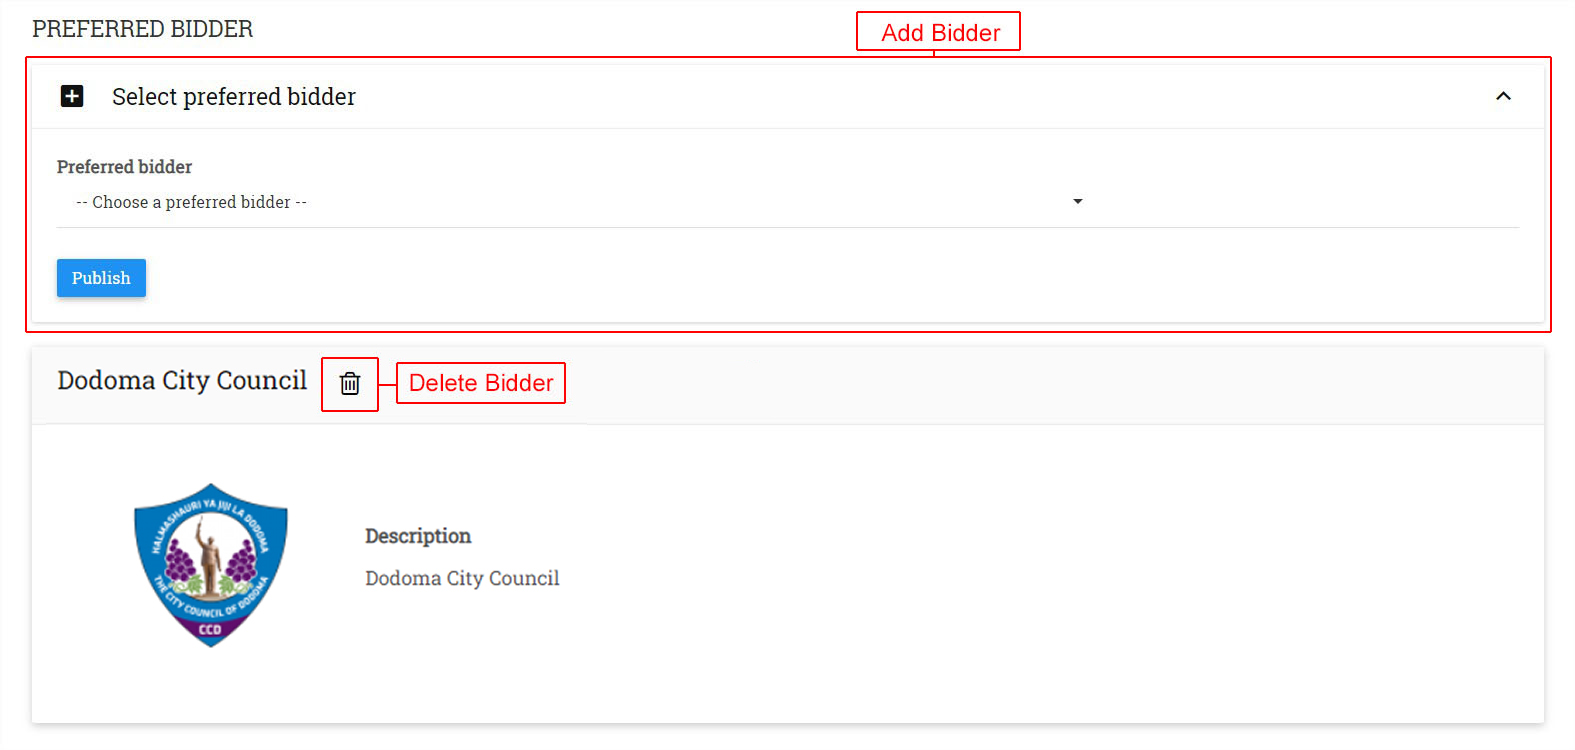 PREFERRED BIDDER
Add Bidder
Select preferred bidder
Preferred bidder
-- Choose a preferred bidder --
Publish
Dodoma City Council
Delete Bidder
HALMASHAURI YA JIJI LA DODOMA
THE CITY COUNCIL OF DODOMA
CCD
Description
Dodoma City Council